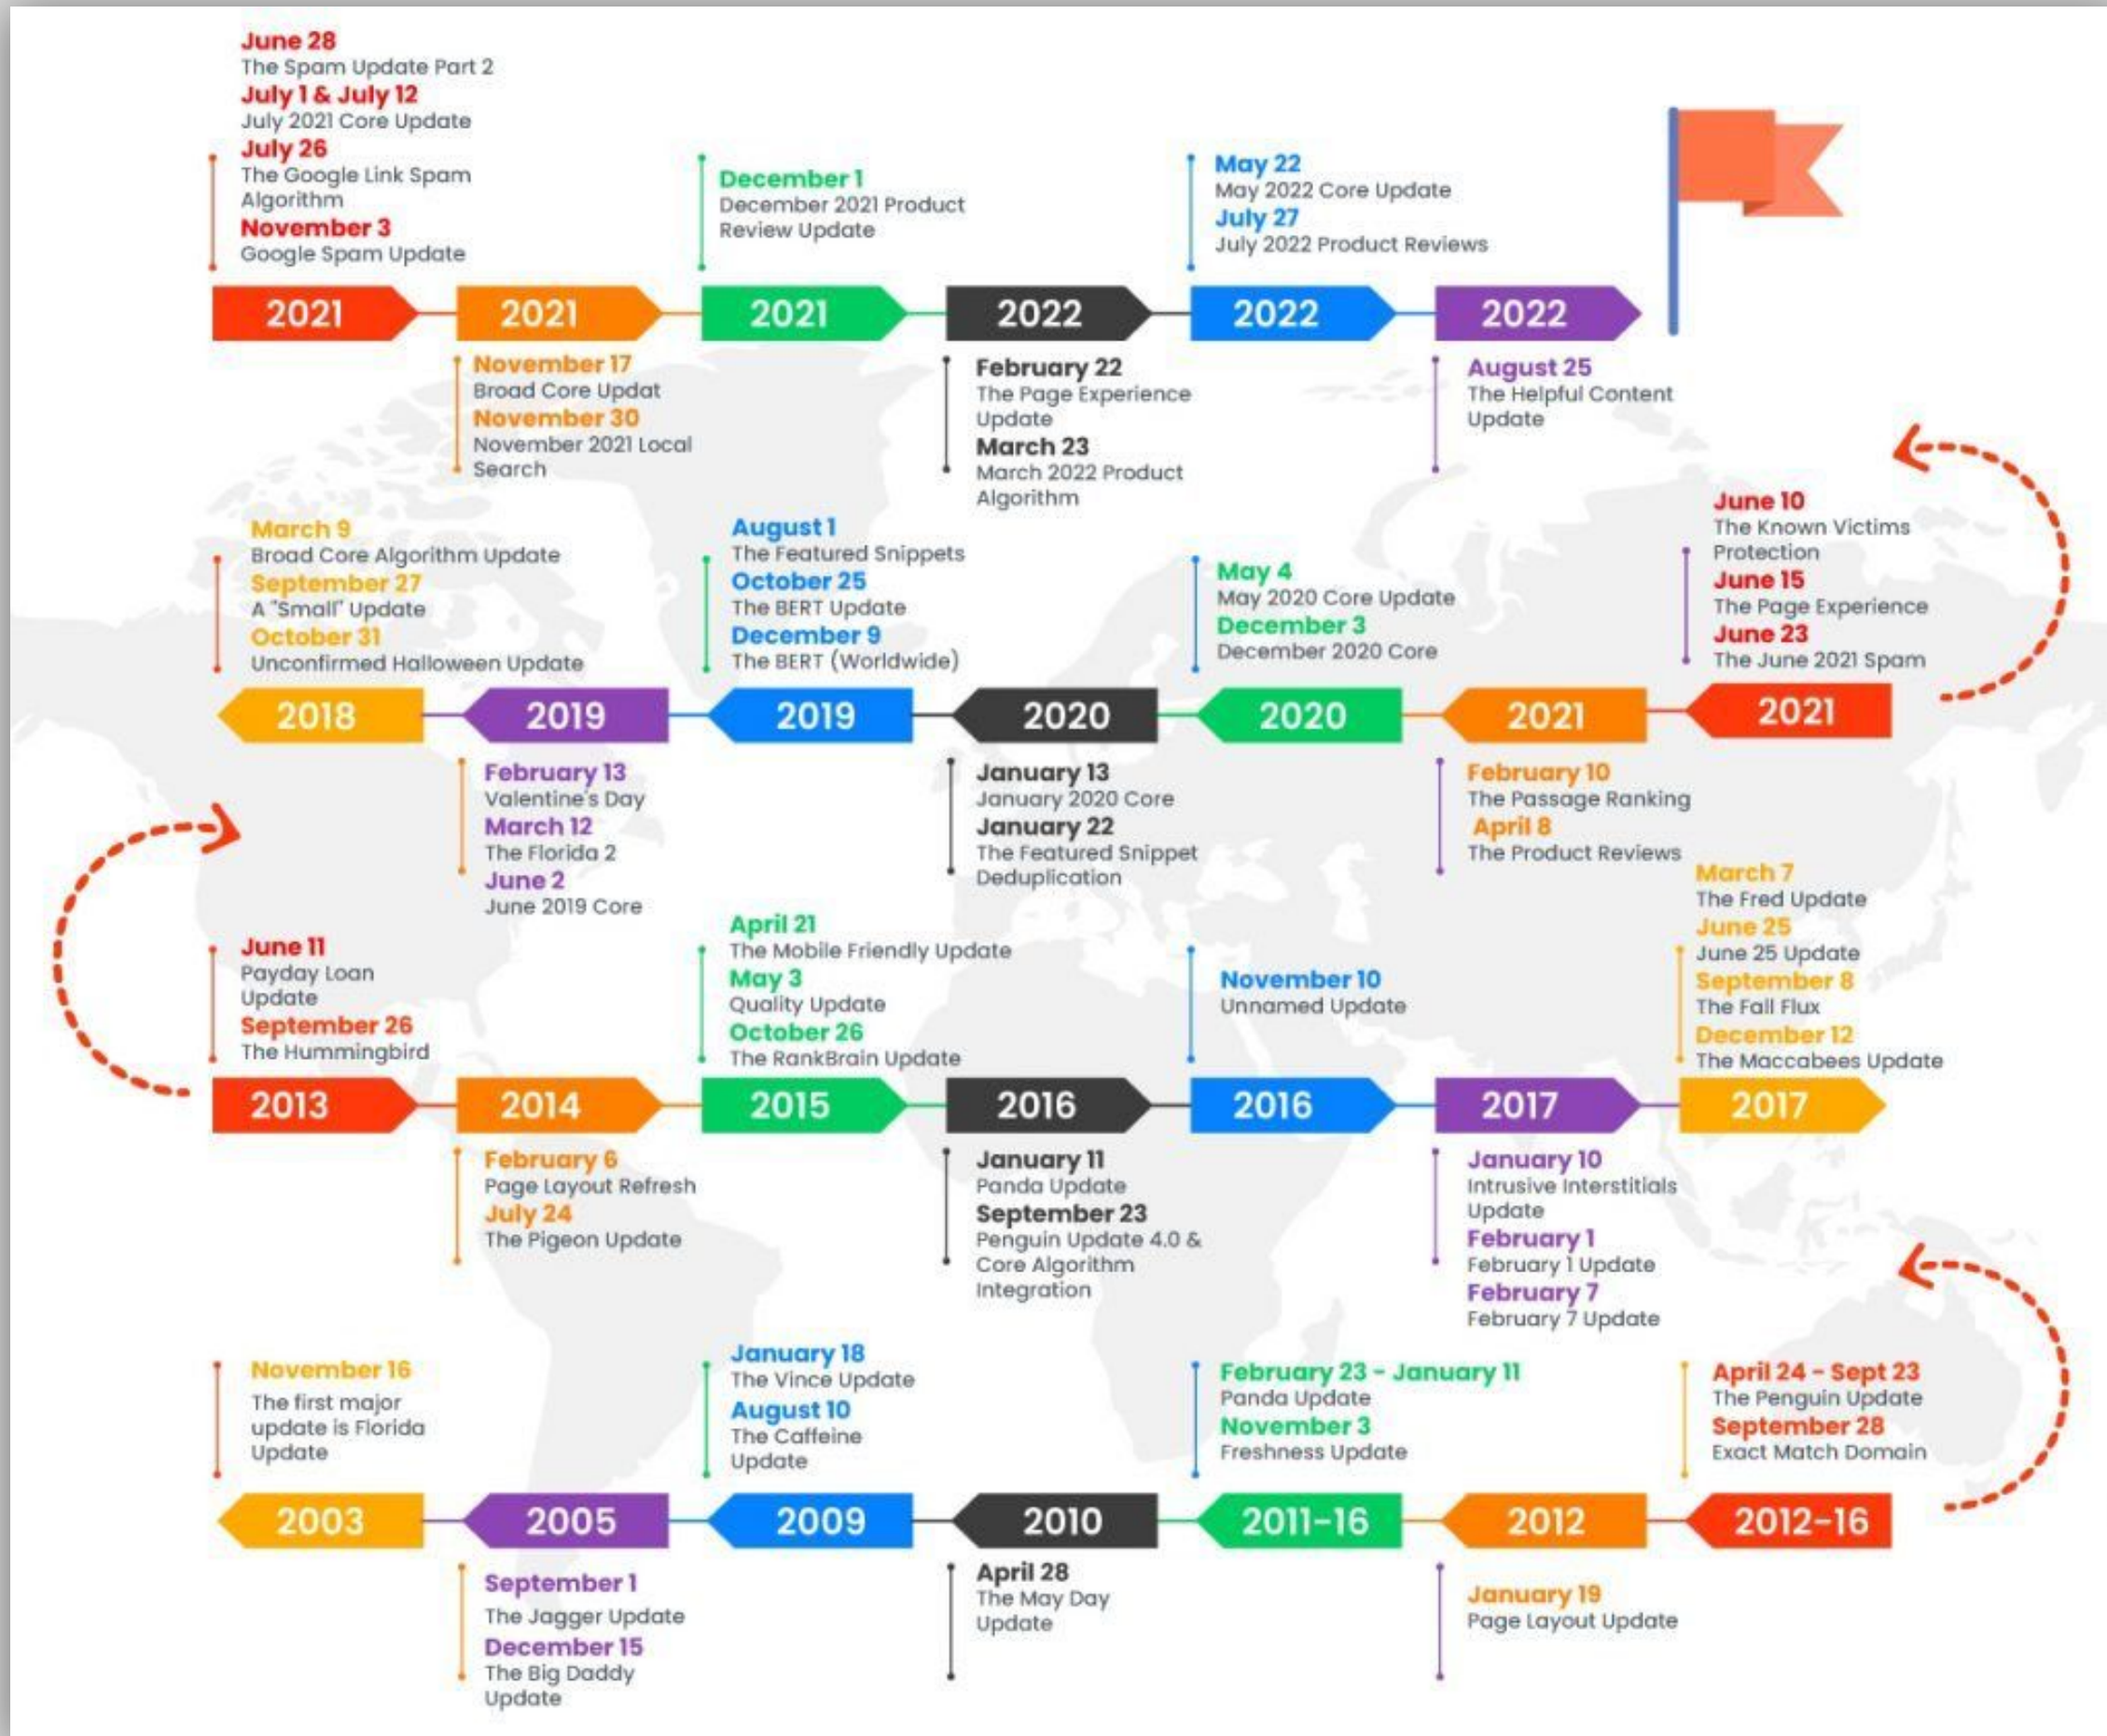 June 28
The Spam Update Part 2
July 1 & July 12
July 2021 Core Update
July 26
The Google Link Spam
Algorithm
November 3
Google Spam Update
December 1
December 2021 Product
Review Update
May 22
May 2022 Core Update
July 27
July 2022 Product Reviews
2021
2021
2021
2022
2022
2022
November 17
Broad Core Updat
November 30
November 2021 Local
Search
February 22
The Page Experience
Update
March 23
March 2022 Product
Algorithm
August 25
The Helpful Content
Update
March 9
Broad Core Algorithm Update
September 27
A "Small" Update
October 31
Unconfirmed Halloween Update
August 1
The Featured Snippets
October 25
The BERT Update
December 9
The BERT (Worldwide)
May 4
May 2020 Core Update
December 3
December 2020 Core
June 10
The Known Victims
Protection
June 15
The Page Experience
June 23
The June 2021 Spam
2018
2019
2019
2020
2020
2021
2021
February 13
Valentine's Day
March 12
The Florida 2
June 2
June 2019 Core
January 13
January 2020 Core
January 22
The Featured Snippet
Deduplication
February 10
The Passage Ranking
April 8
The Product Reviews
June 11
Payday Loan
Update
September 26
The Hummingbird
April 21
The Mobile Friendly Update
May 3
Quality Update
October 26
The RankBrain Update
November 10
Unnamed Update
March 7
The Fred Update
June 25
June 25 Update
September 8
The Fall Flux
December 12
The Maccabees Update
2013
2014
2015
2016
2016
2017
2017
February 6
Page Layout Refresh
July 24
The Pigeon Update
January 11
Panda Update
September 23
Penguin Update 4.0 &
Core Algorithm
Integration
January 10
Intrusive Interstitials
Update
February 1
February 1 Update
February 7
February 7 Update
November 16
The first major
update is Florida
Update
January 18
The Vince Update
August 10
The Caffeine
Update
February 23 - January 11
Panda Update
November 3
Freshness Update
April 24 - Sept 23
The Penguin Update
September 28
Exact Match Domain
2003
2005
2009
2010
2011-16
2012
2012-16
September 1
The Jagger Update
December 15
The Big Daddy
Update
April 28
The May Day
Update
January 19
Page Layout Update